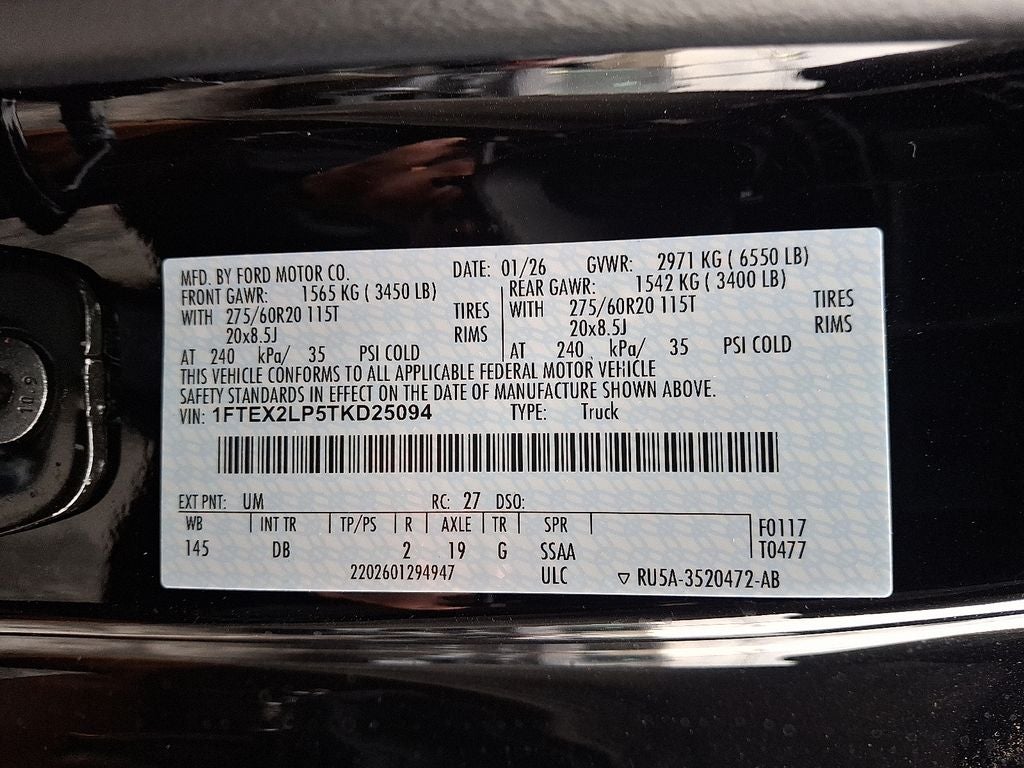 MFD. BY FORD MOTOR CO. DATE: 01/26 GVWR: 2971 KG ( 6550 LB)
FRONT GAWR: 1565 KG ( 3450 LB) REAR GAWR: 1542 KG ( 3400 LB)
WITH 275/60R20 115T TIRES WITH 275/60R20 115T TIRES
20x8.5J RIMS 20x8.5J RIMS
AT 240 kPa/ 35 PSI COLD AT 240 kPa/ 35 PSI COLD
THIS VEHICLE CONFORMS TO ALL APPLICABLE FEDERAL MOTOR VEHICLE
SAFETY STANDARDS IN EFFECT ON THE DATE OF MANUFACTURE SHOWN ABOVE.
VIN: 1FTEX2LP5TKD25094 TYPE: Truck
EXT PNT: UM RC: 27 DSO:
WB INT TR TP/PS R AXLE TR SPR F0117
145 DB 2 19 G SSAA T0477
2202601294947 ULC ▽ RU5A-3520472-AB
10.9